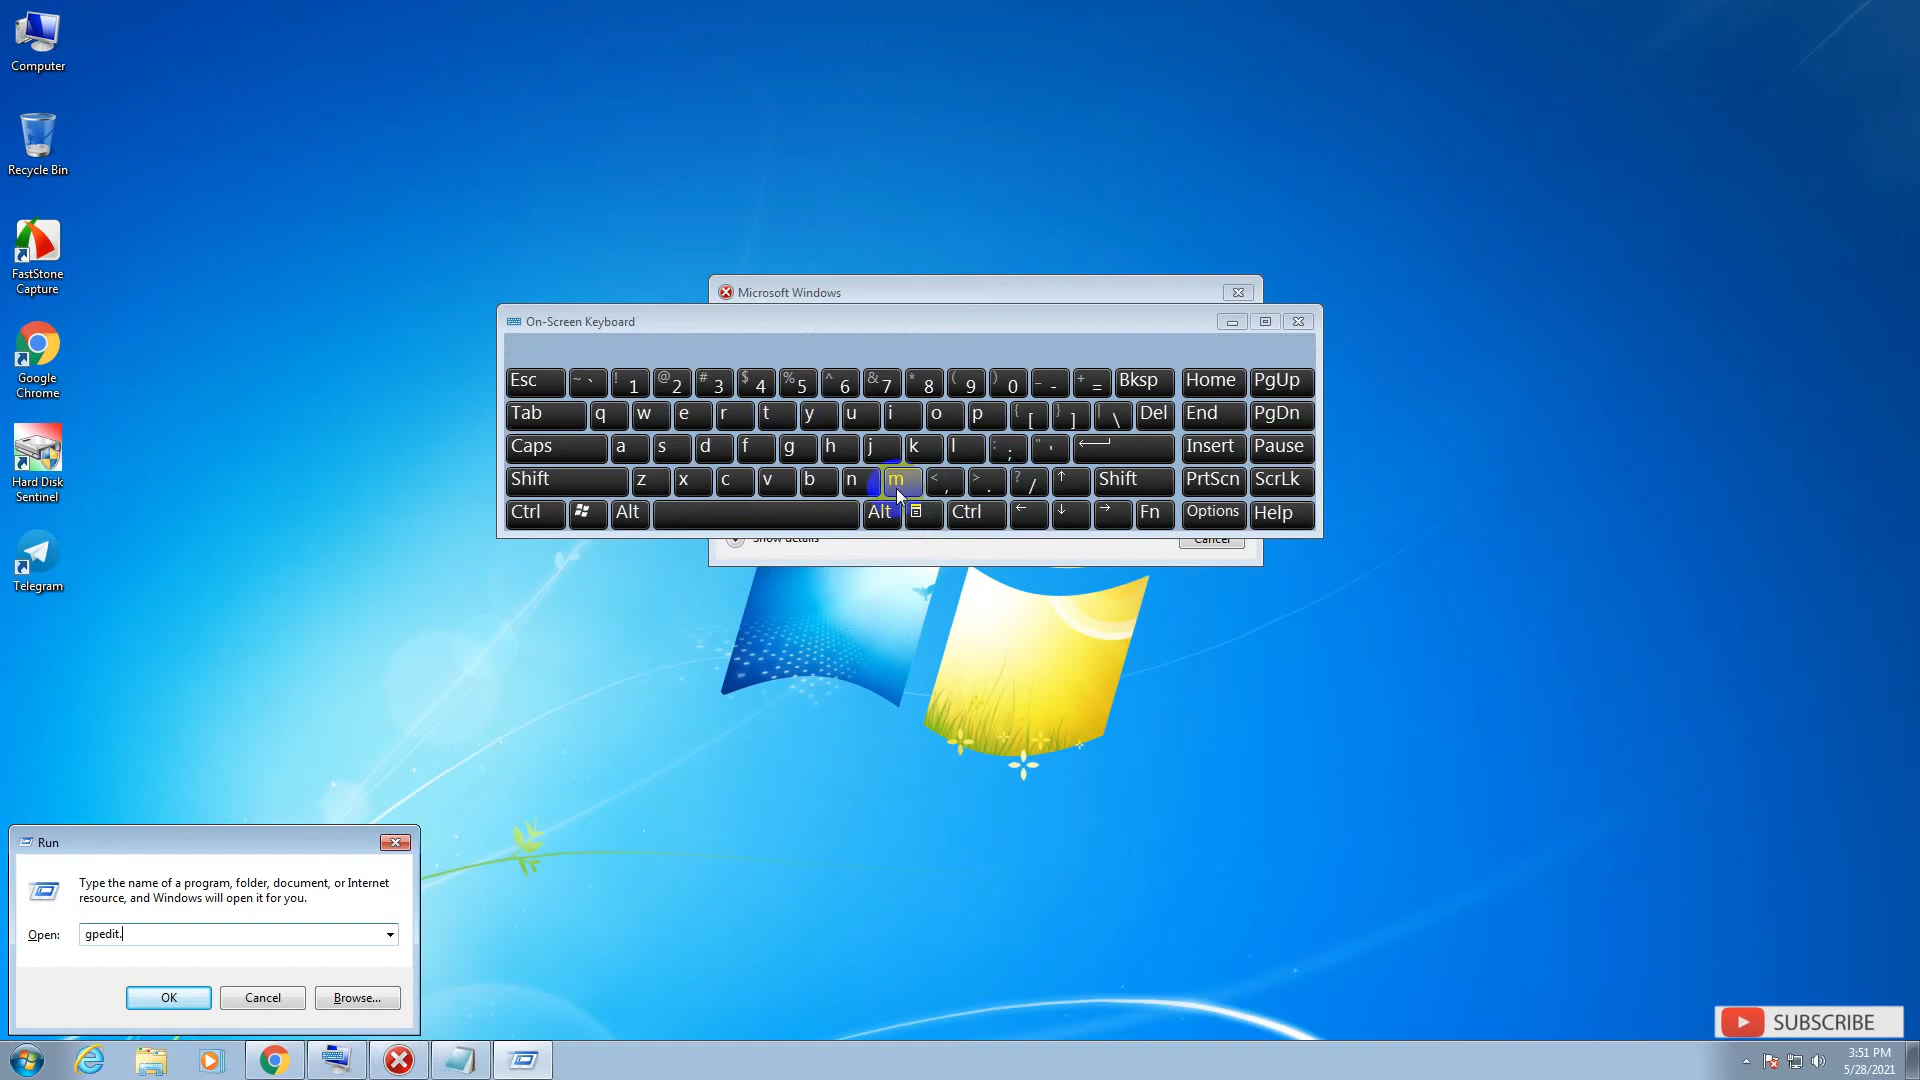 Computer
Recycle Bin
FastStone
Capture
Google
Chrome
Hard Disk
Sentinel
Telegram
Microsoft Windows
On-Screen Keyboard
Esc ~ ` ! 1 @ 2 # 3 $ 4 % 5 ^ 6 & 7 * 8 ( 9 ) 0 _ - + = Bksp Home PgUp
Tab q w e r t y u i o p { [ } ] | \ Del End PgDn
Caps a s d f g h j k l : ; " ' Insert Pause
Shift z x c v b n m < , > . ? / ↑ Shift PrtScn ScrLk
Ctrl Alt Alt Ctrl ← ↓ → Fn Options Help
Show details Cancel
Run
Type the name of a program, folder, document, or Internet
resource, and Windows will open it for you.
Open: gpedit.
OK Cancel Browse...
SUBSCRIBE
3:51 PM
5/28/2021